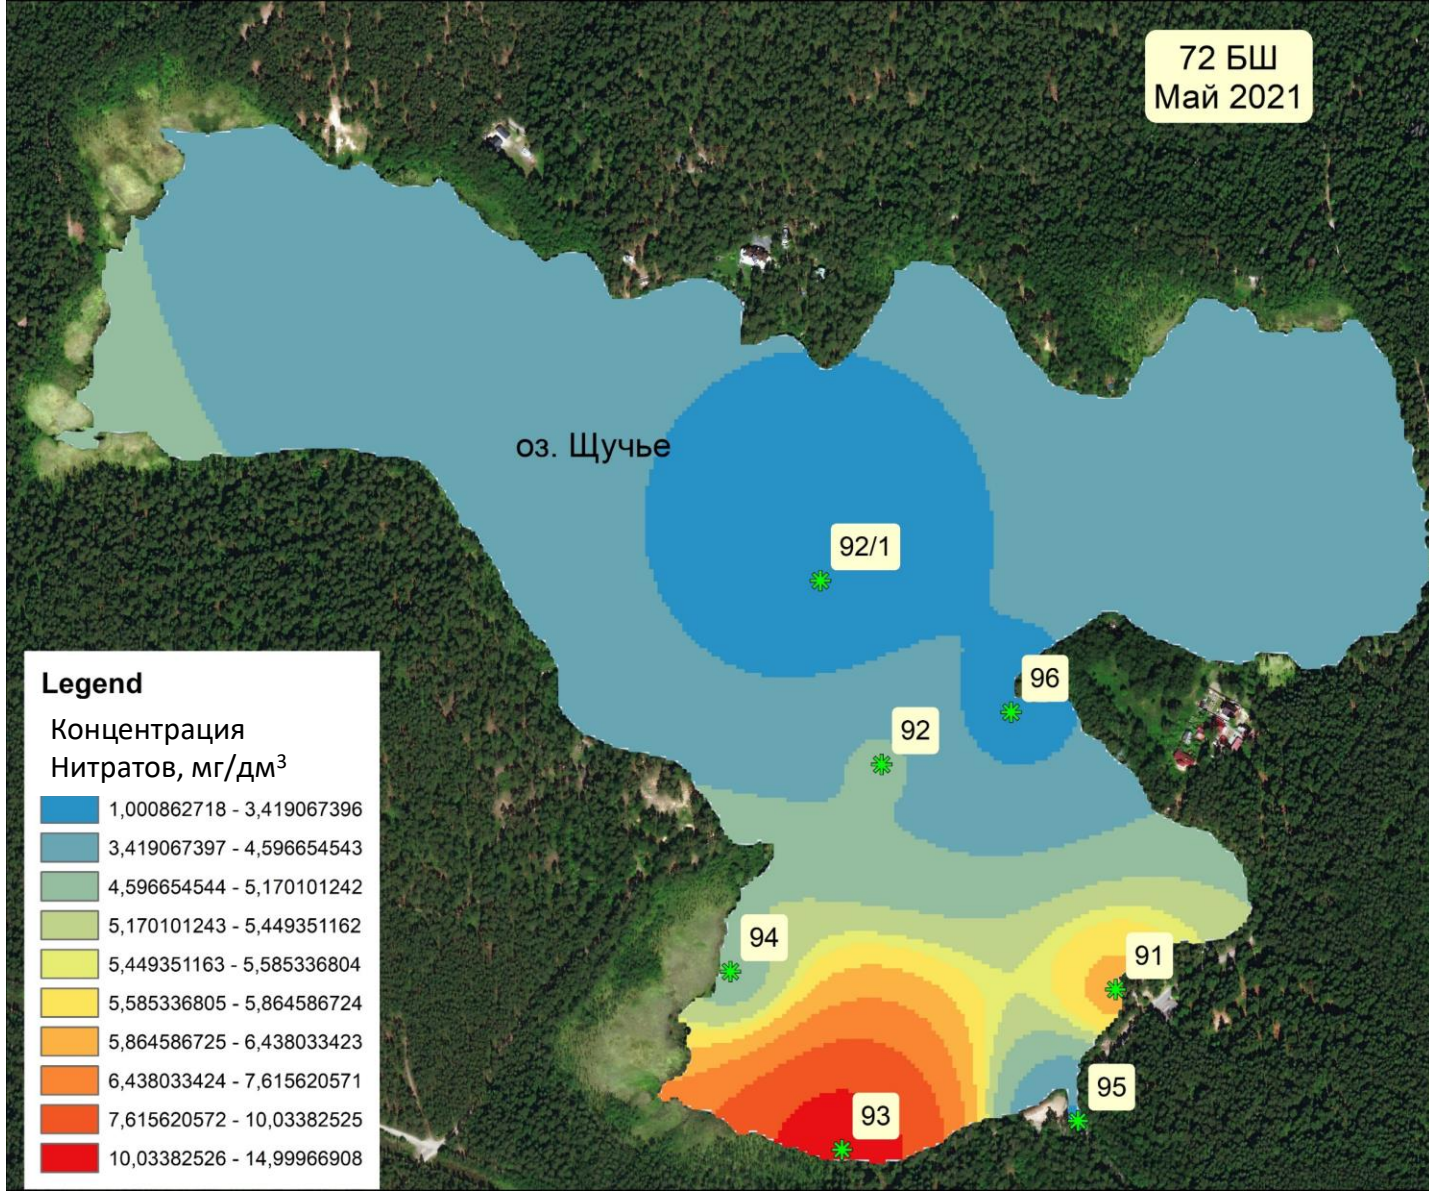 72 БШ
Май 2021
оз. Щучье
92/1
96
92
94
91
95
93
Legend
Концентрация
Нитратов, мг/дм³
1,000862718 - 3,419067396
3,419067397 - 4,596654543
4,596654544 - 5,170101242
5,170101243 - 5,449351162
5,449351163 - 5,585336804
5,585336805 - 5,864586724
5,864586725 - 6,438033423
6,438033424 - 7,615620571
7,615620572 - 10,03382525
10,03382526 - 14,99966908